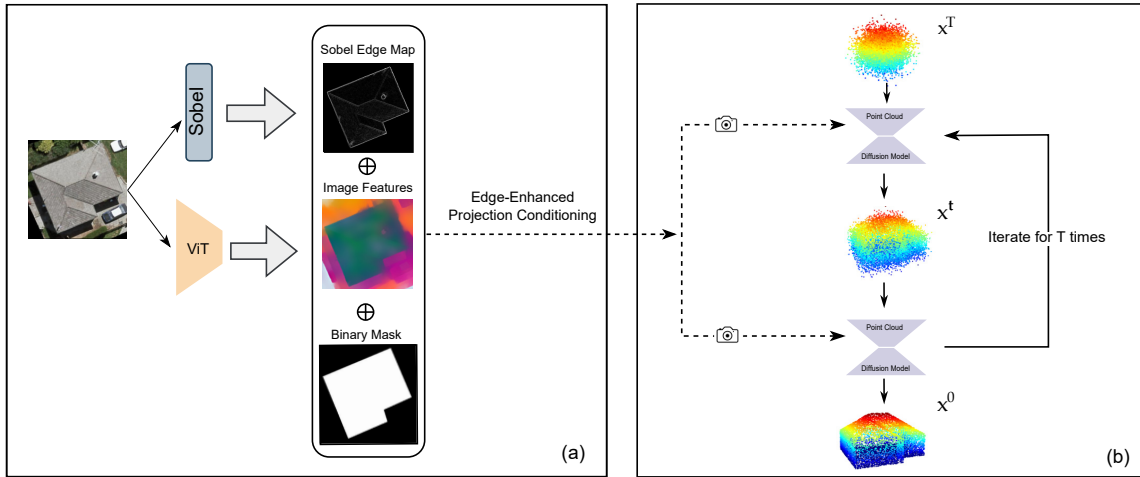 Sobel
ViT
Sobel Edge Map
⊕
Image Features
⊕
Binary Mask
(a)
Edge-Enhanced
Projection Conditioning
x^T
Point Cloud
Diffusion Model
x^t
Iterate for T times
Point Cloud
Diffusion Model
x^0
(b)